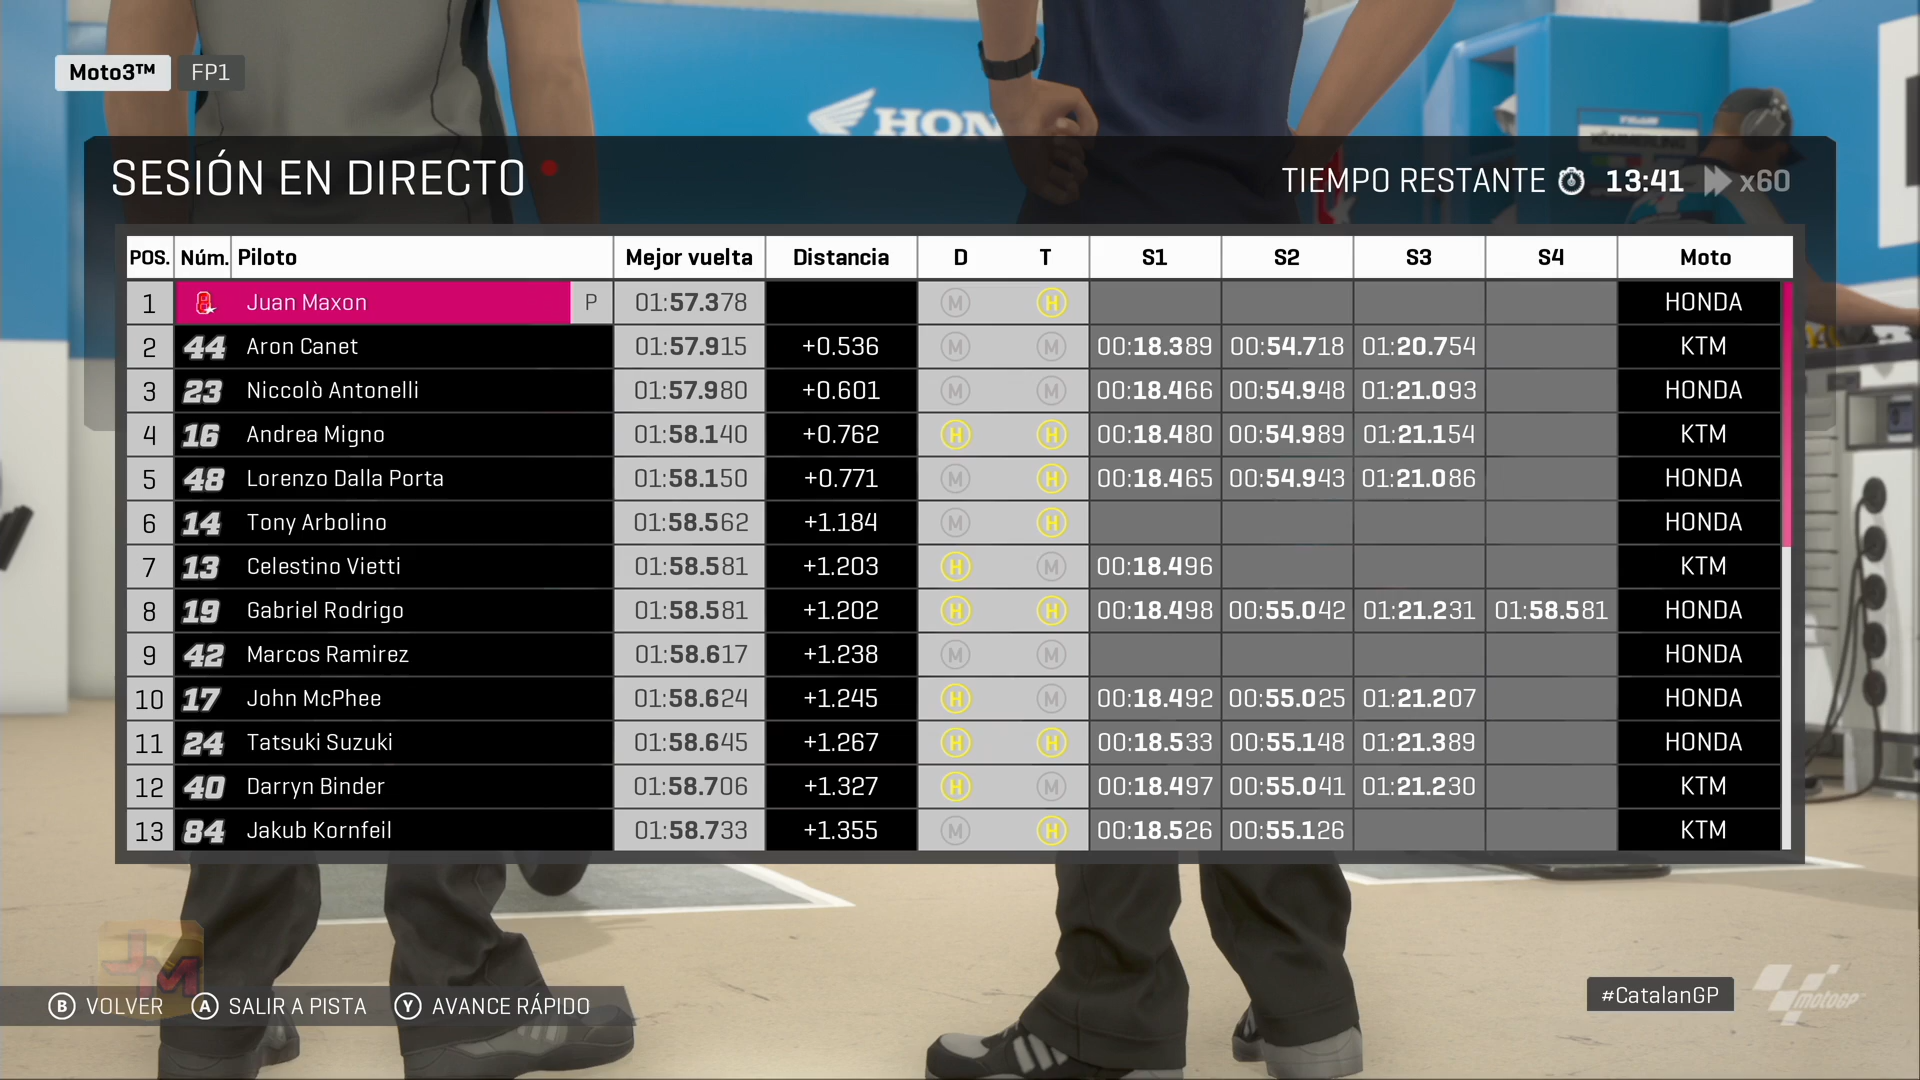 Moto3™ FP1
HON
SESIÓN EN DIRECTO
TIEMPO RESTANTE 13:41 x60
POS. Núm. Piloto Mejor vuelta Distancia D T S1 S2 S3 S4 Moto
1 8 Juan Maxon P 01:57.378 M H HONDA
2 44 Aron Canet 01:57.915 +0.536 M M 00:18.389 00:54.718 01:20.754 KTM
3 23 Niccolò Antonelli 01:57.980 +0.601 M M 00:18.466 00:54.948 01:21.093 HONDA
4 16 Andrea Migno 01:58.140 +0.762 H H 00:18.480 00:54.989 01:21.154 KTM
5 48 Lorenzo Dalla Porta 01:58.150 +0.771 M H 00:18.465 00:54.943 01:21.086 HONDA
6 14 Tony Arbolino 01:58.562 +1.184 M H HONDA
7 13 Celestino Vietti 01:58.581 +1.203 H M 00:18.496 KTM
8 19 Gabriel Rodrigo 01:58.581 +1.202 H H 00:18.498 00:55.042 01:21.231 01:58.581 HONDA
9 42 Marcos Ramirez 01:58.617 +1.238 M M HONDA
10 17 John McPhee 01:58.624 +1.245 H M 00:18.492 00:55.025 01:21.207 HONDA
11 24 Tatsuki Suzuki 01:58.645 +1.267 H H 00:18.533 00:55.148 01:21.389 HONDA
12 40 Darryn Binder 01:58.706 +1.327 H M 00:18.497 00:55.041 01:21.230 KTM
13 84 Jakub Kornfeil 01:58.733 +1.355 M H 00:18.526 00:55.126 KTM
JM
B VOLVER A SALIR A PISTA Y AVANCE RÁPIDO
#CatalanGP motoGP